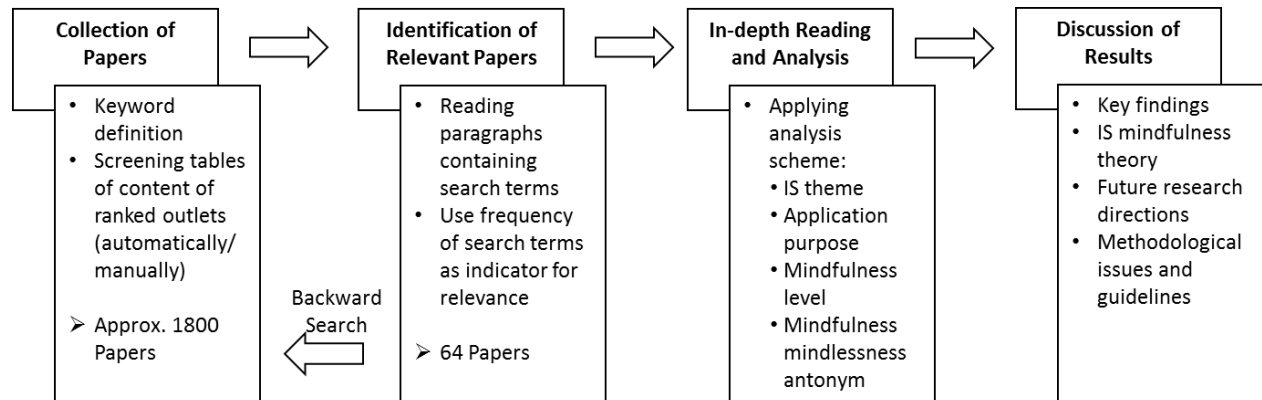 Collection of
Papers
• Keyword
definition
• Screening tables
of content of
ranked outlets
(automatically/
manually)
➢ Approx. 1800
Papers
Backward
Search
Identification of
Relevant Papers
• Reading
paragraphs
containing
search terms
• Use frequency
of search terms
as indicator for
relevance
➢ 64 Papers
In-depth Reading
and Analysis
• Applying
analysis
scheme:
• IS theme
• Application
purpose
• Mindfulness
level
• Mindfulness
mindlessness
antonym
Discussion of
Results
• Key findings
• IS mindfulness
theory
• Future research
directions
• Methodological
issues and
guidelines